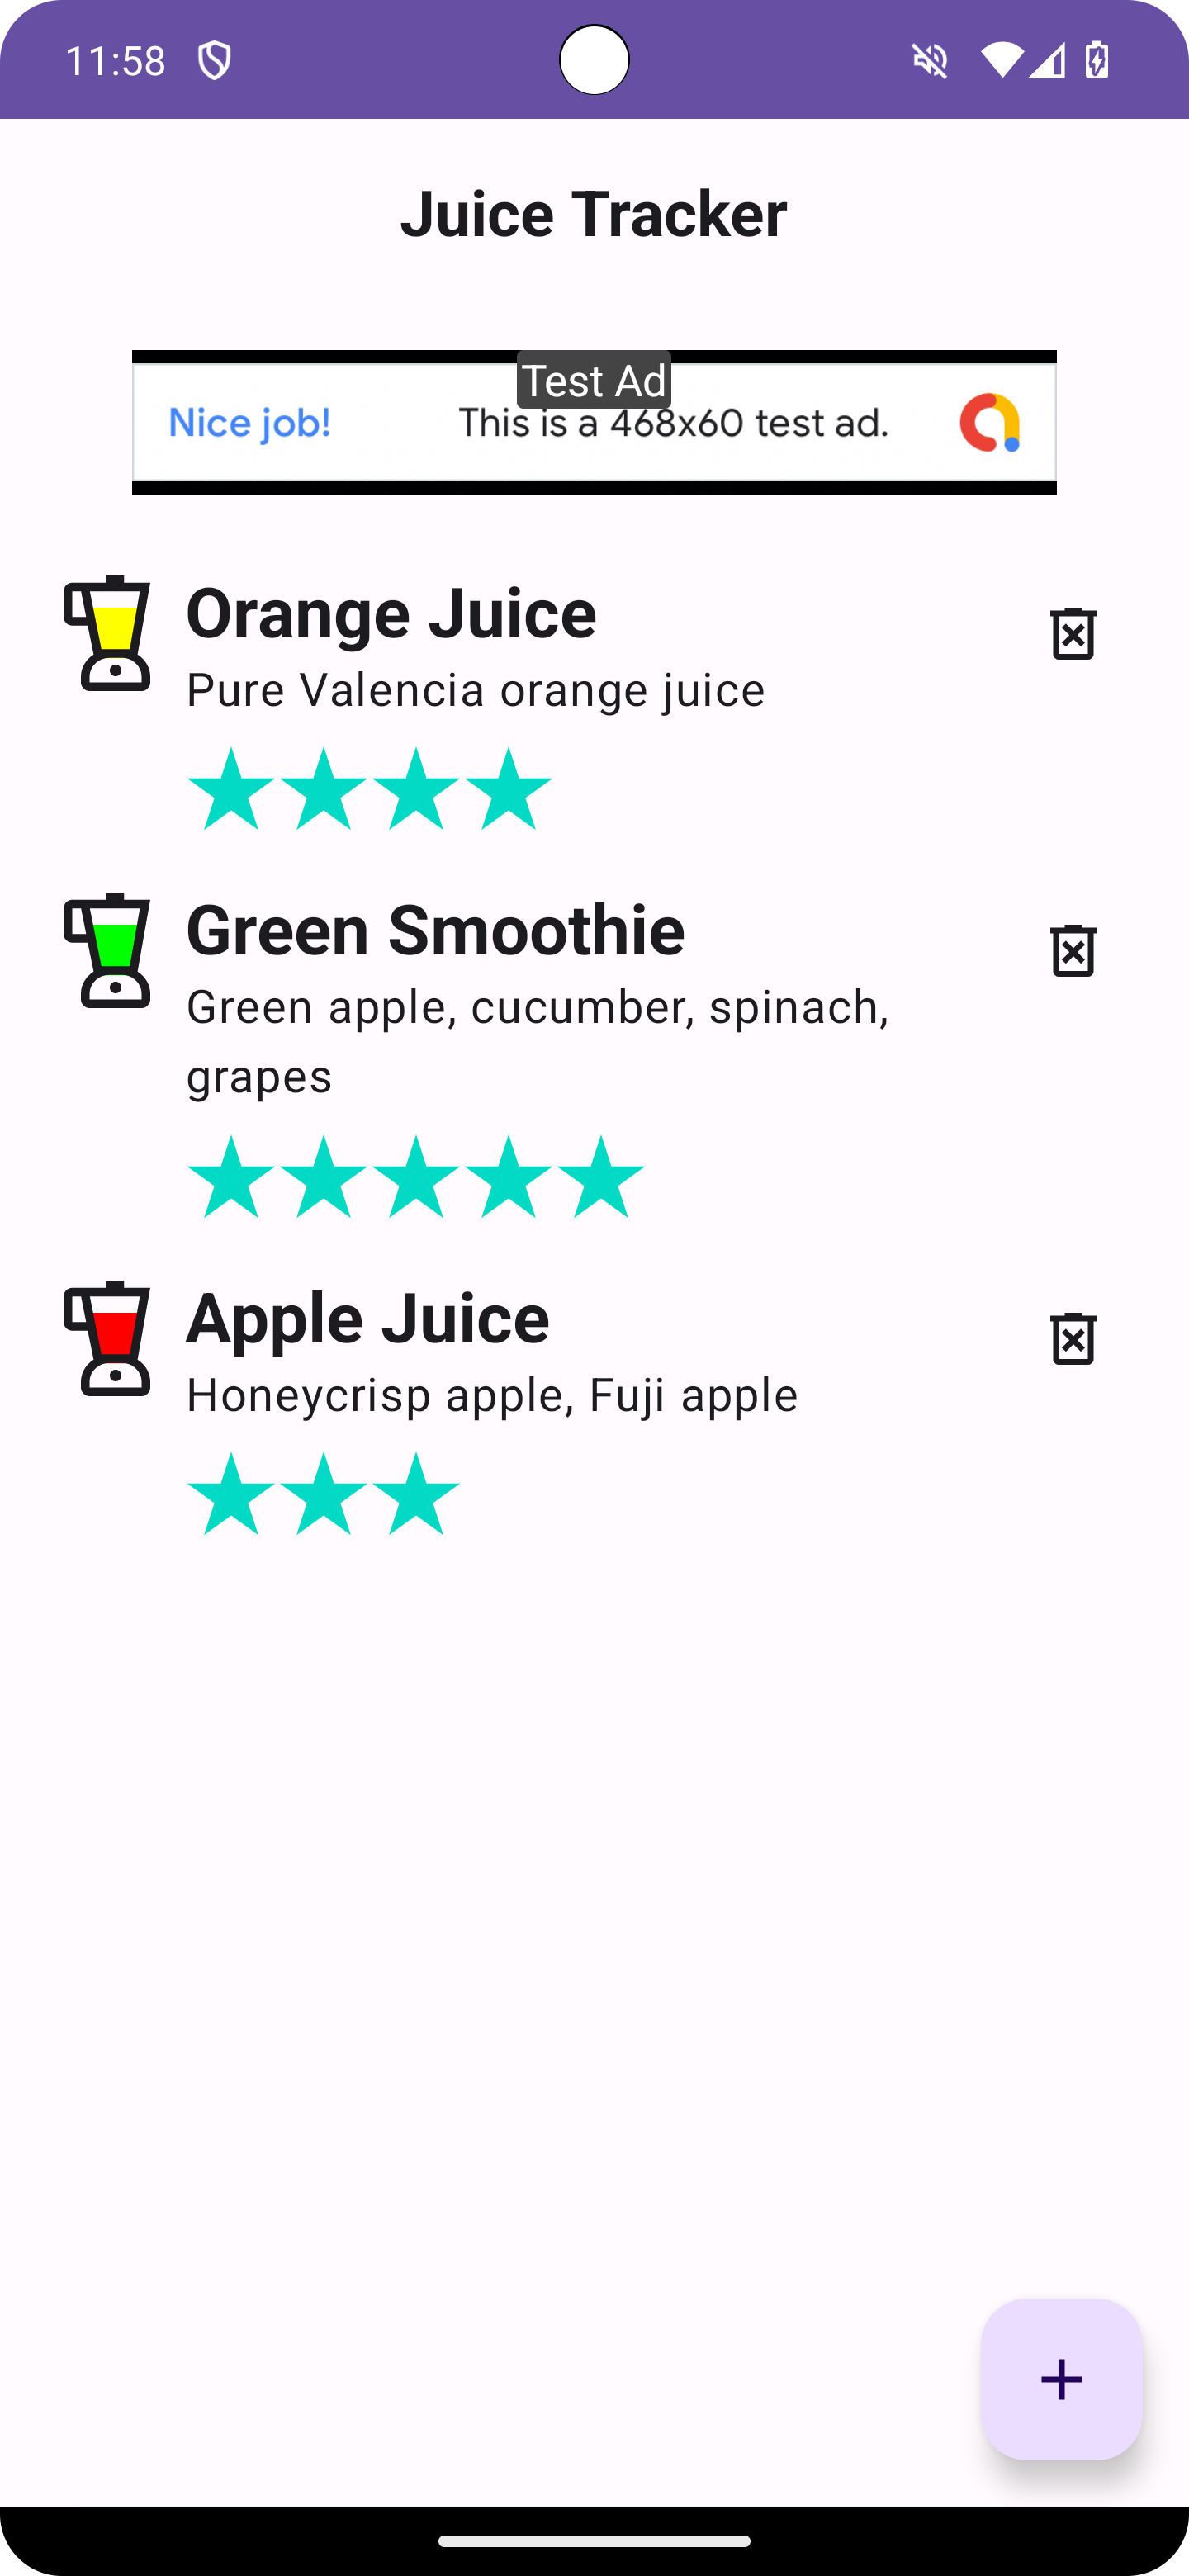 11:58
Juice Tracker
Test Ad
Nice job! This is a 468x60 test ad.
Orange Juice
Pure Valencia orange juice
Green Smoothie
Green apple, cucumber, spinach,
grapes
Apple Juice
Honeycrisp apple, Fuji apple